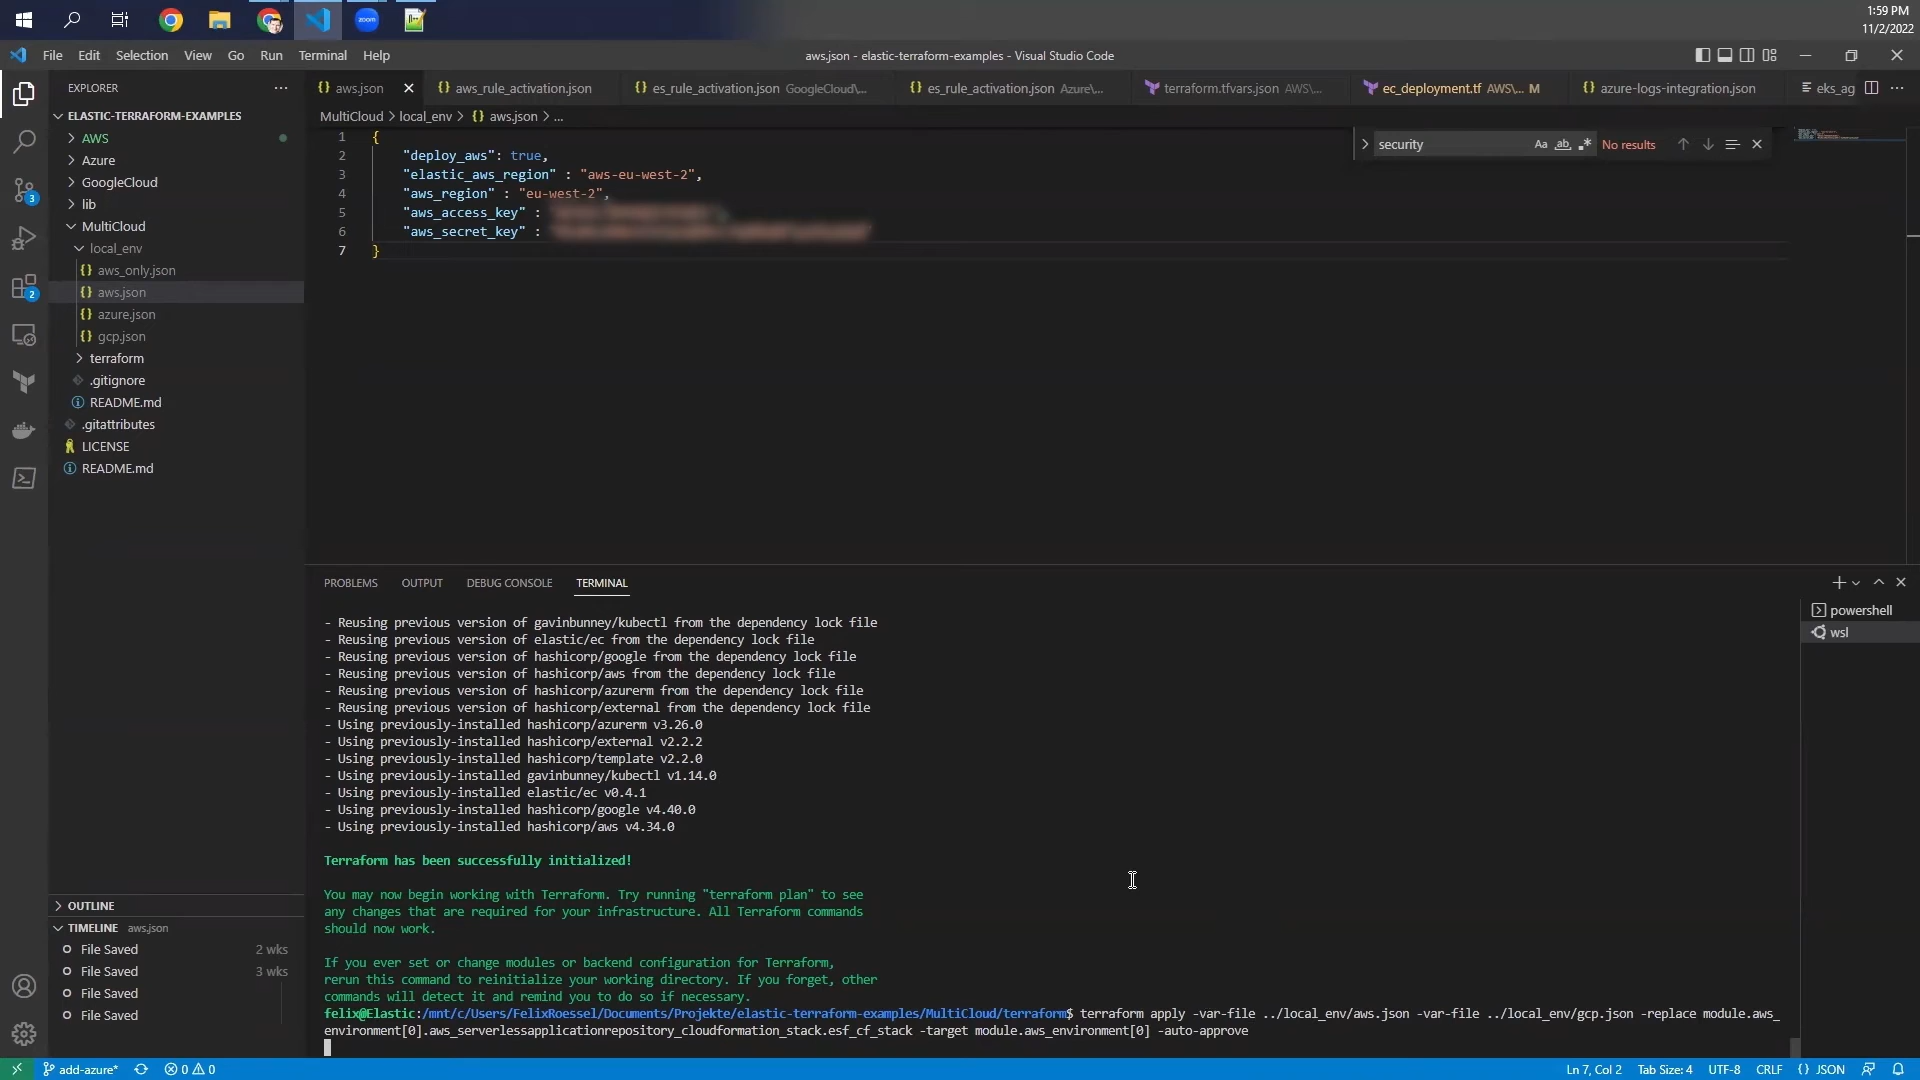 zoom
1:59 PM
11/2/2022
File Edit Selection View Go Run Terminal Help
aws.json - elastic-terraform-examples - Visual Studio Code
EXPLORER
aws.json
aws_rule_activation.json
es_rule_activation.json GoogleCloud\...
es_rule_activation.json Azure\...
terraform.tfvars.json AWS\...
ec_deployment.tf AWS\... M
azure-logs-integration.json
eks_ag
MultiCloud > local_env > {} aws.json > ...
ELASTIC-TERRAFORM-EXAMPLES
AWS
Azure
GoogleCloud
lib
MultiCloud
local_env
aws_only.json
aws.json
azure.json
gcp.json
terraform
.gitignore
README.md
.gitattributes
LICENSE
README.md
3
2
1 {
2 "deploy_aws": true,
3 "elastic_aws_region" : "aws-eu-west-2",
4 "aws_region" : "eu-west-2",
5 "aws_access_key" :
6 "aws_secret_key" :
7 }
security
Aa ab No results
PROBLEMS OUTPUT DEBUG CONSOLE TERMINAL
powershell
wsl
- Reusing previous version of gavinbunney/kubectl from the dependency lock file
- Reusing previous version of elastic/ec from the dependency lock file
- Reusing previous version of hashicorp/google from the dependency lock file
- Reusing previous version of hashicorp/aws from the dependency lock file
- Reusing previous version of hashicorp/azurerm from the dependency lock file
- Reusing previous version of hashicorp/external from the dependency lock file
- Using previously-installed hashicorp/azurerm v3.26.0
- Using previously-installed hashicorp/external v2.2.2
- Using previously-installed hashicorp/template v2.2.0
- Using previously-installed gavinbunney/kubectl v1.14.0
- Using previously-installed elastic/ec v0.4.1
- Using previously-installed hashicorp/google v4.40.0
- Using previously-installed hashicorp/aws v4.34.0
Terraform has been successfully initialized!
You may now begin working with Terraform. Try running "terraform plan" to see
any changes that are required for your infrastructure. All Terraform commands
should now work.
If you ever set or change modules or backend configuration for Terraform,
rerun this command to reinitialize your working directory. If you forget, other
commands will detect it and remind you to do so if necessary.
felix@Elastic:/mnt/c/Users/FelixRoessel/Documents/Projekte/elastic-terraform-examples/MultiCloud/terraform$ terraform apply -var-file ../local_env/aws.json -var-file ../local_env/gcp.json -replace module.aws_
environment[0].aws_serverlessapplicationrepository_cloudformation_stack.esf_cf_stack -target module.aws_environment[0] -auto-approve
OUTLINE
TIMELINE aws.json
File Saved 2 wks
File Saved 3 wks
File Saved
File Saved
add-azure* 0 0
Ln 7, Col 2 Tab Size: 4 UTF-8 CRLF {} JSON